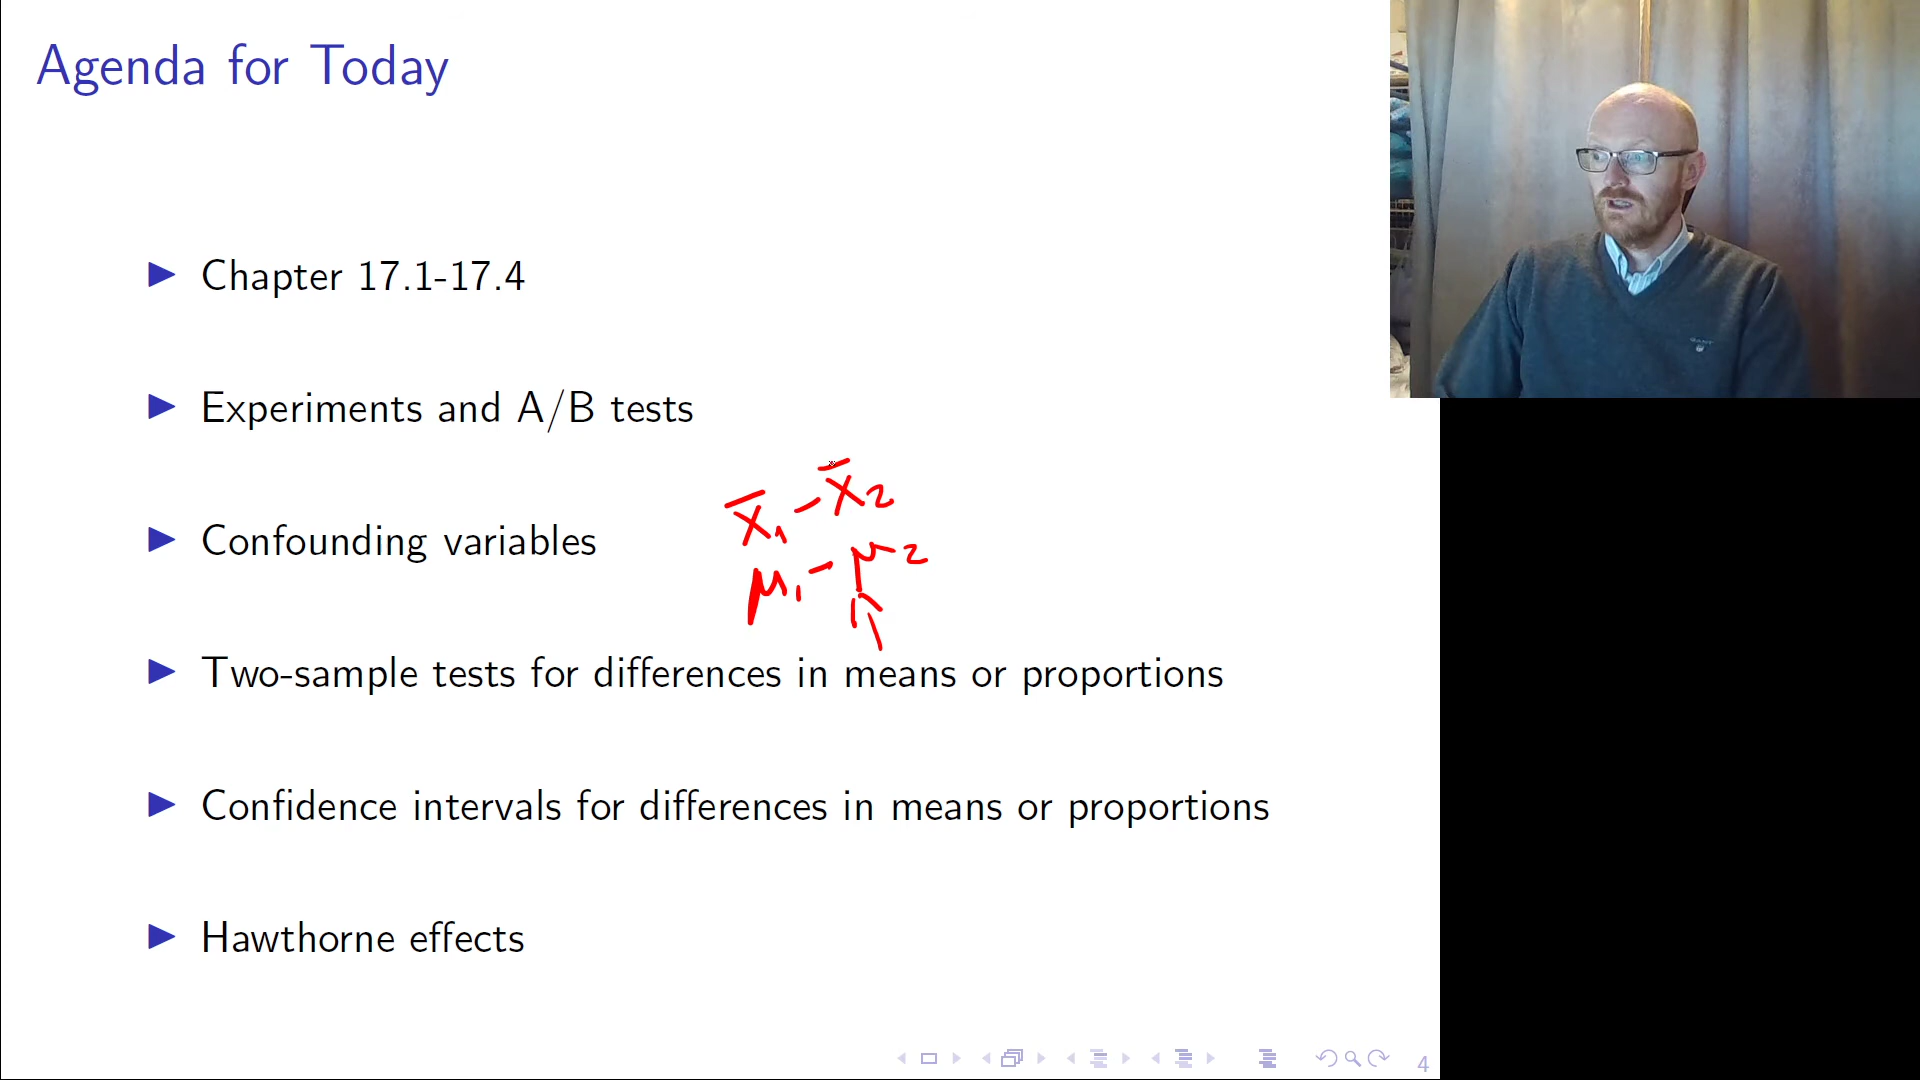 Agenda for Today
Chapter 17.1-17.4
Experiments and A/B tests
X̅₁ - X̅₂
Confounding variables
μ₁ - μ₂
Two-sample tests for differences in means or proportions
Confidence intervals for differences in means or proportions
Hawthorne effects
4
GANT